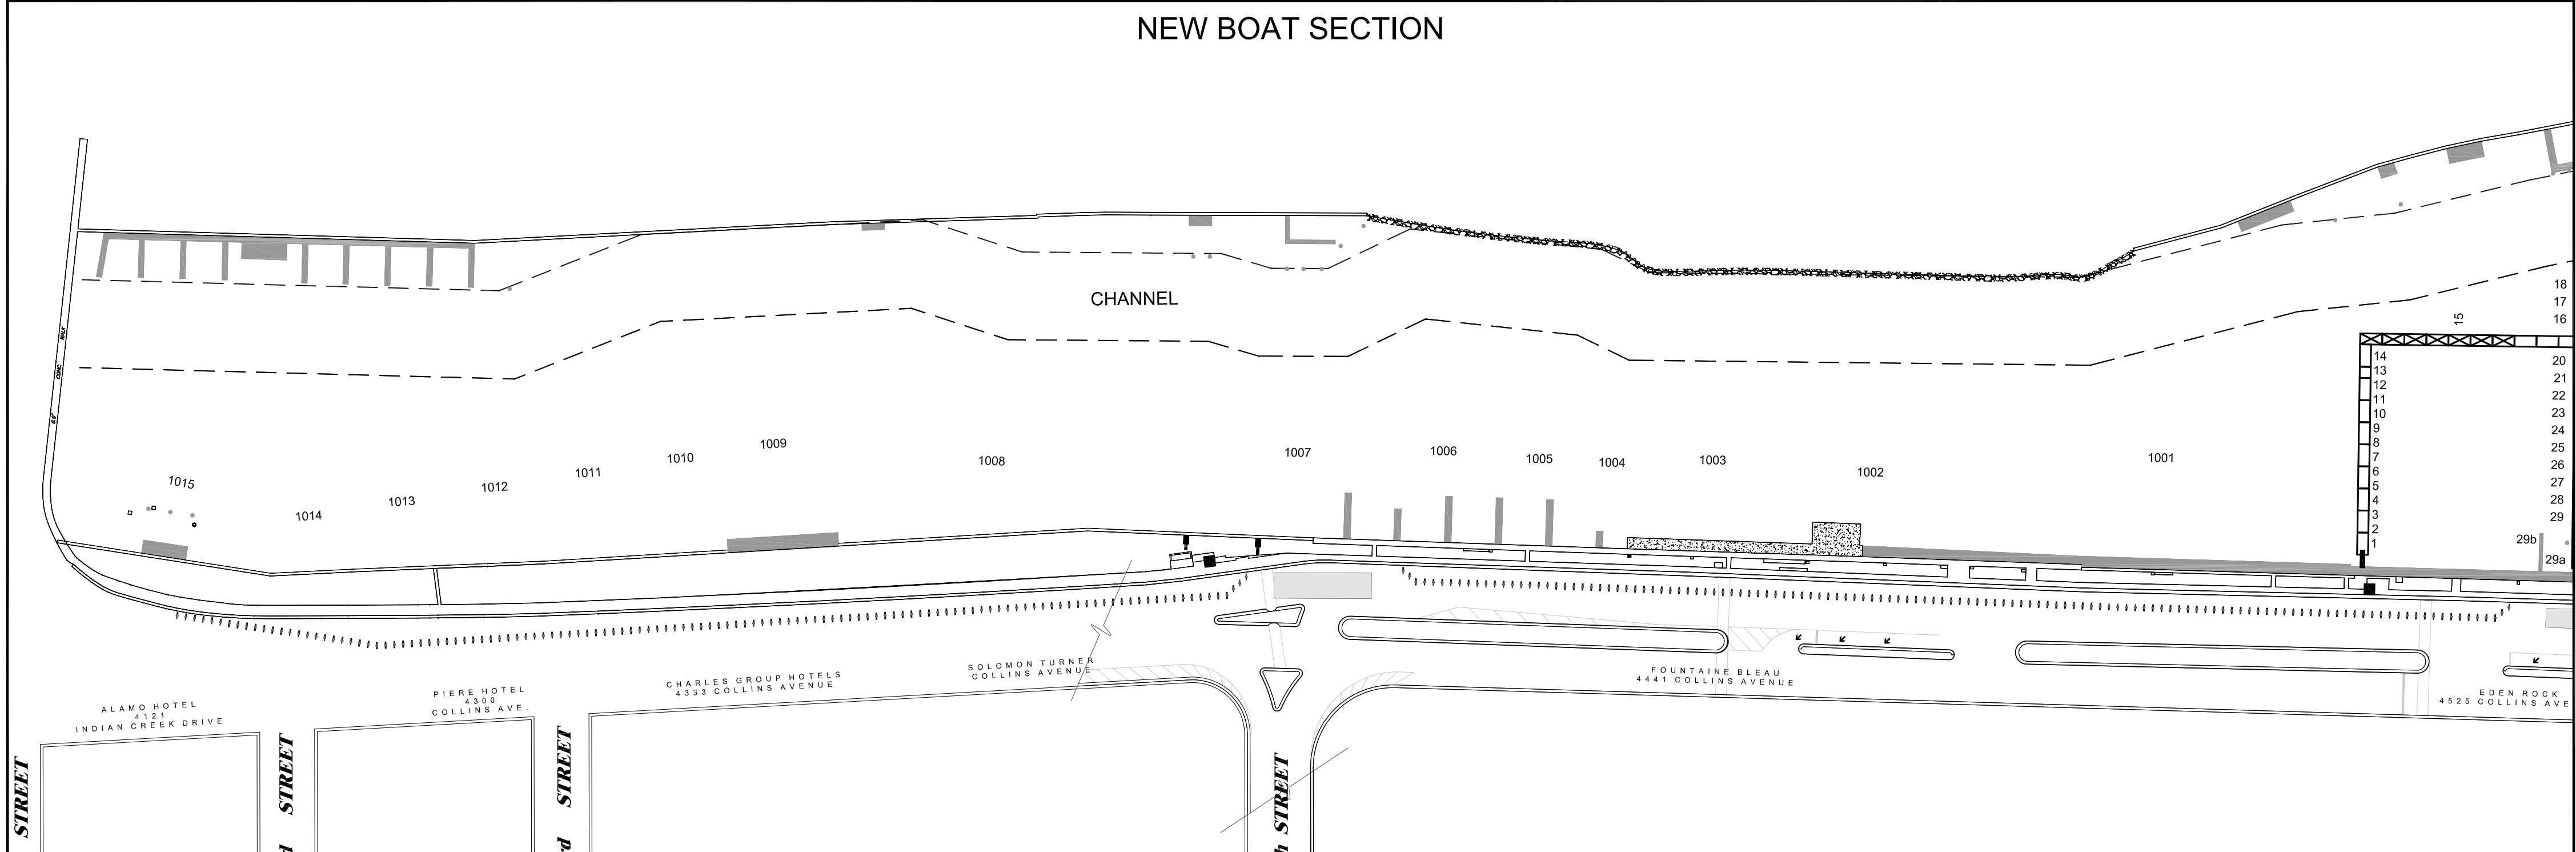 NEW BOAT SECTION
CHANNEL
WALK
CONC
15
18
17
16
14
13
12
11
10
9
8
7
6
5
4
3
2
1
20
21
22
23
24
25
26
27
28
29
29b
29a
1015
1014
1013
1012
1011
1010
1009
1008
1007
1006
1005
1004
1003
1002
1001
ALAMO HOTEL
4121
INDIAN CREEK DRIVE
PIERE HOTEL
4300
COLLINS AVE.
CHARLES GROUP HOTELS
4333 COLLINS AVENUE
SOLOMON TURNER
COLLINS AVENUE
FOUNTAINE BLEAU
4441 COLLINS AVENUE
EDEN ROCK
4525 COLLINS AVE
STREET
d STREET
rd STREET
h STREET